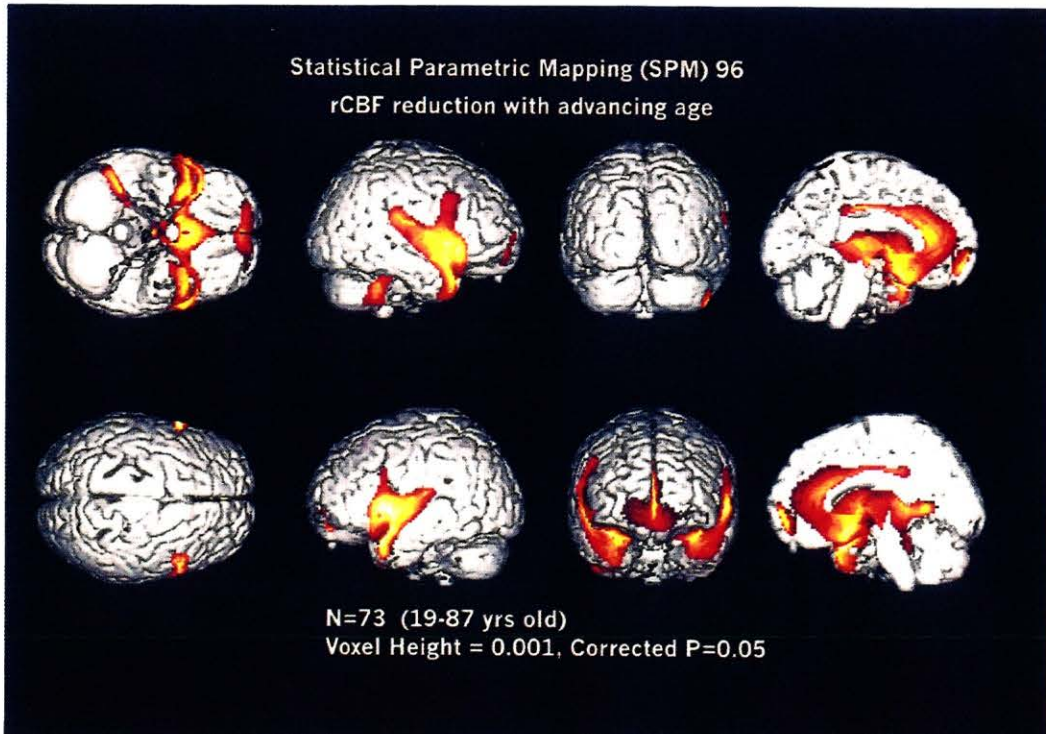 Statistical Parametric Mapping (SPM) 96
rCBF reduction with advancing age
N=73 (19-87 yrs old)
Voxel Height = 0.001, Corrected P=0.05